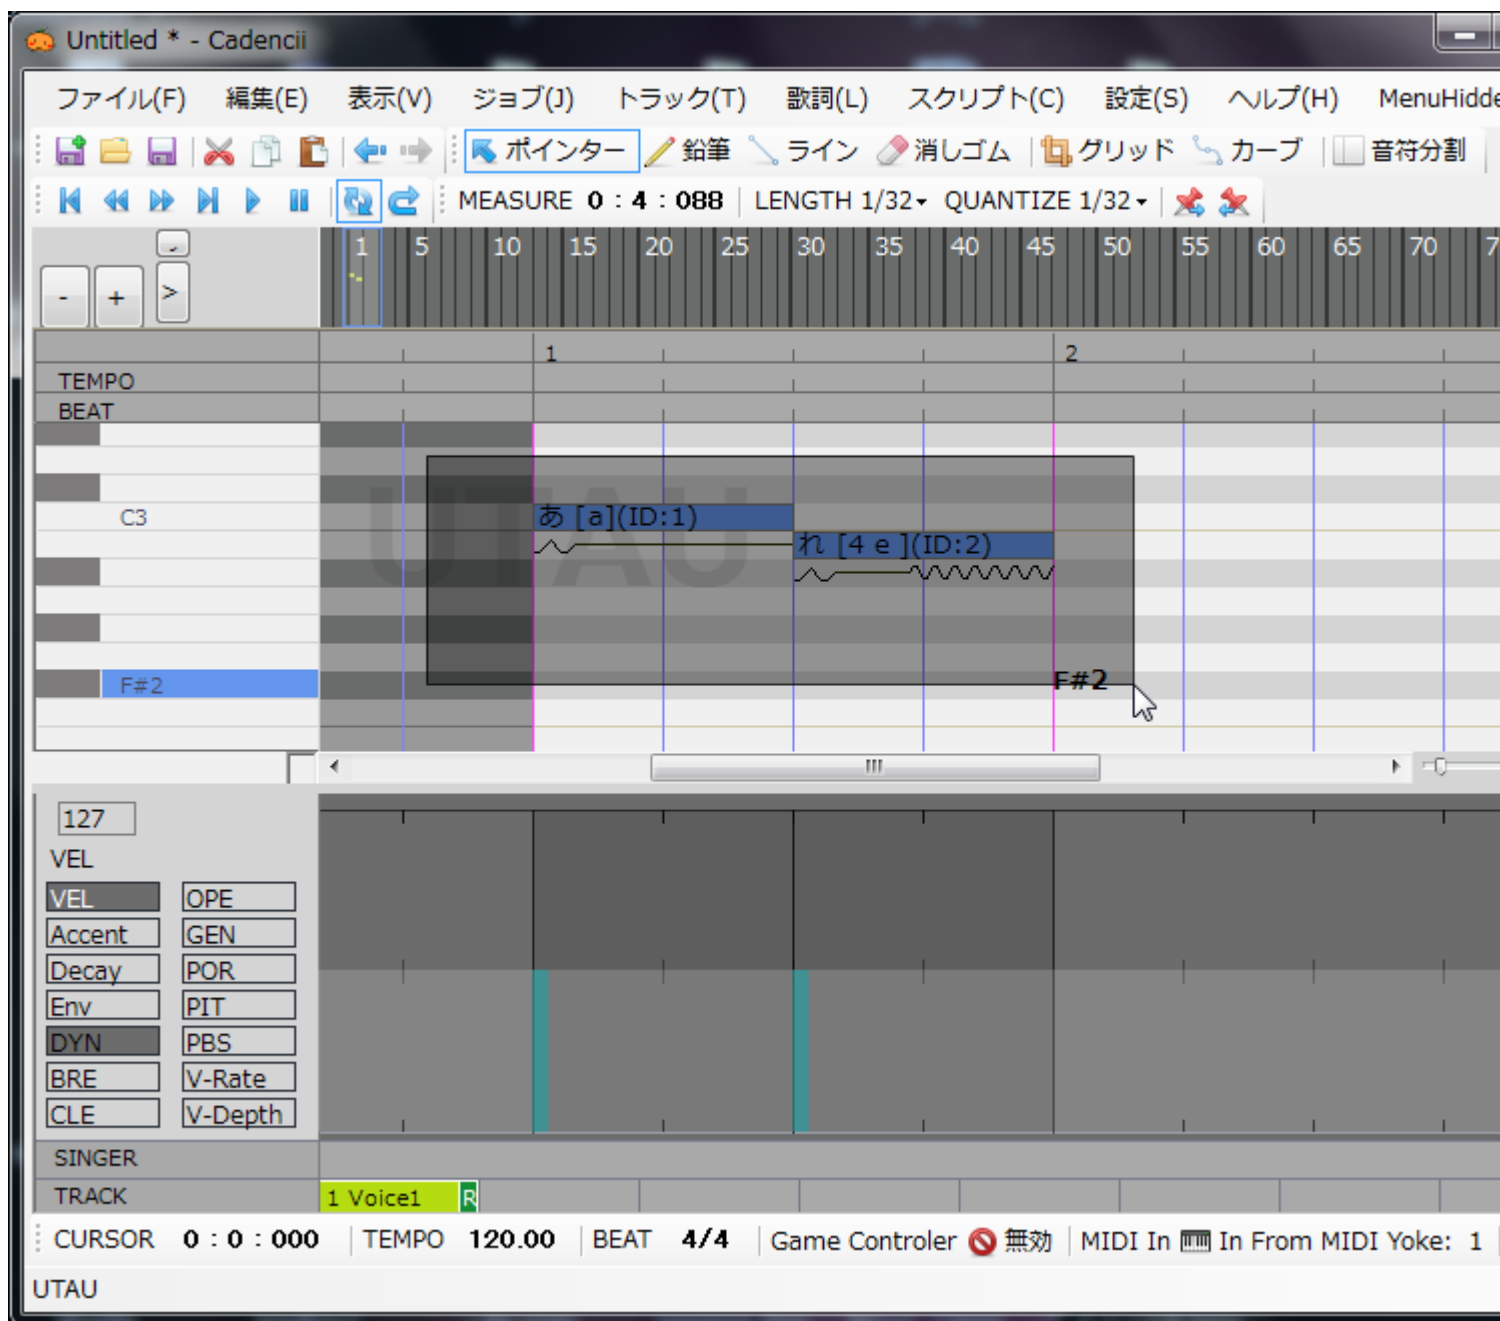 Untitled * - Cadencii
ファイル(F) 編集(E) 表示(V) ジョブ(J) トラック(T) 歌詞(L) スクリプト(C) 設定(S) ヘルプ(H) MenuHidde
ポインター 鉛筆 ライン 消しゴム グリッド カーブ 音符分割
MEASURE 0 : 4 : 088 LENGTH 1/32 QUANTIZE 1/32
1 5 10 15 20 25 30 35 40 45 50 55 60 65 70 7
- + >
1 2
TEMPO
BEAT
UTAU
C3 あ [a](ID:1)
れ [4 e ](ID:2)
F#2 F#2
127
VEL
VEL OPE
Accent GEN
Decay POR
Env PIT
DYN PBS
BRE V-Rate
CLE V-Depth
SINGER
TRACK 1 Voice1 R
CURSOR 0 : 0 : 000 TEMPO 120.00 BEAT 4/4 Game Controler 無効 MIDI In In From MIDI Yoke: 1
UTAU